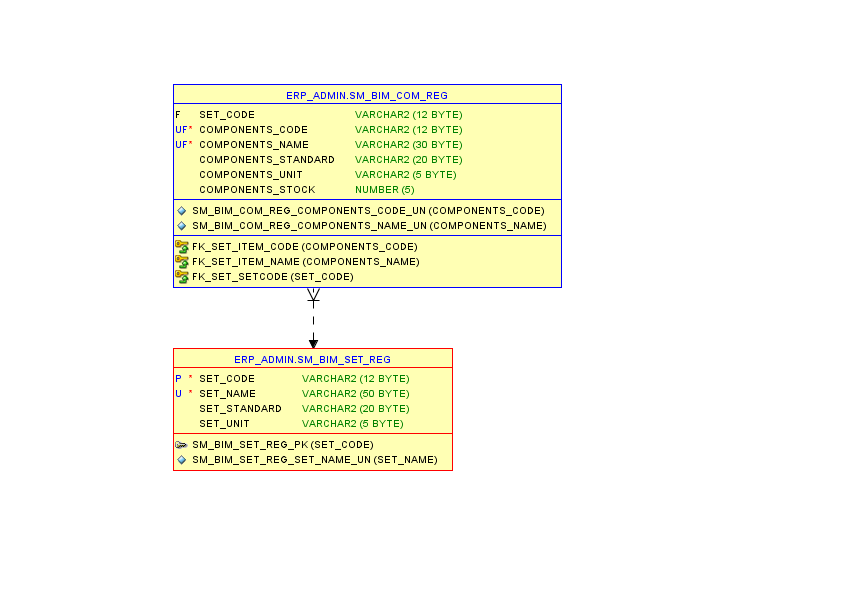 ERP_ADMIN.SM_BIM_COM_REG
F SET_CODE VARCHAR2 (12 BYTE)
UF* COMPONENTS_CODE VARCHAR2 (12 BYTE)
UF* COMPONENTS_NAME VARCHAR2 (30 BYTE)
COMPONENTS_STANDARD VARCHAR2 (20 BYTE)
COMPONENTS_UNIT VARCHAR2 (5 BYTE)
COMPONENTS_STOCK NUMBER (5)
SM_BIM_COM_REG_COMPONENTS_CODE_UN (COMPONENTS_CODE)
SM_BIM_COM_REG_COMPONENTS_NAME_UN (COMPONENTS_NAME)
FK_SET_ITEM_CODE (COMPONENTS_CODE)
FK_SET_ITEM_NAME (COMPONENTS_NAME)
FK_SET_SETCODE (SET_CODE)
ERP_ADMIN.SM_BIM_SET_REG
P * SET_CODE VARCHAR2 (12 BYTE)
U * SET_NAME VARCHAR2 (50 BYTE)
SET_STANDARD VARCHAR2 (20 BYTE)
SET_UNIT VARCHAR2 (5 BYTE)
SM_BIM_SET_REG_PK (SET_CODE)
SM_BIM_SET_REG_SET_NAME_UN (SET_NAME)